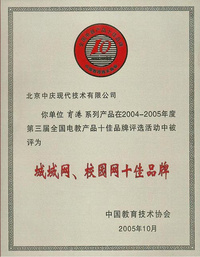 10
北京中庆现代技术有限公司
你单位育港系列产品在2004-2005年度
第三届全国电教产品十佳品牌评选活动中被
评为
城域网、校园网十佳品牌
中国教育技术协会
2005年10月